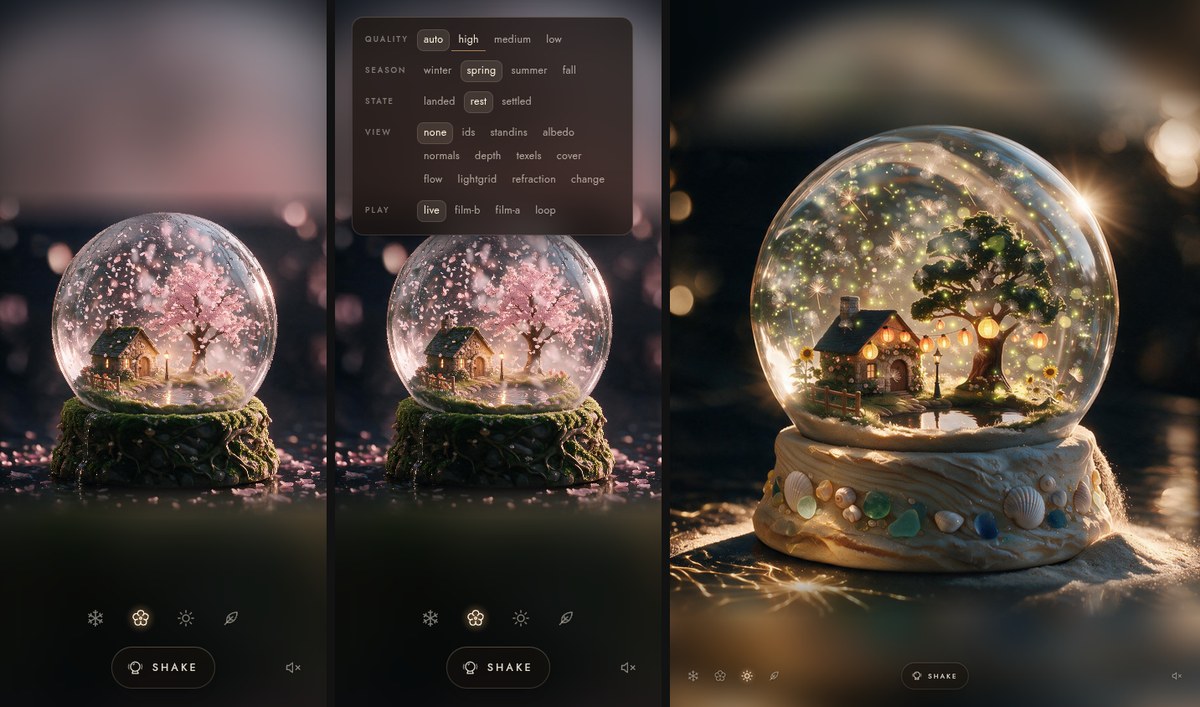 SHAKE
QUALITY auto high medium low
SEASON winter spring summer fall
STATE landed rest settled
VIEW none ids standins albedo
normals depth texels cover
flow lightgrid refraction change
PLAY live film-b film-a loop
SHAKE
SHAKE